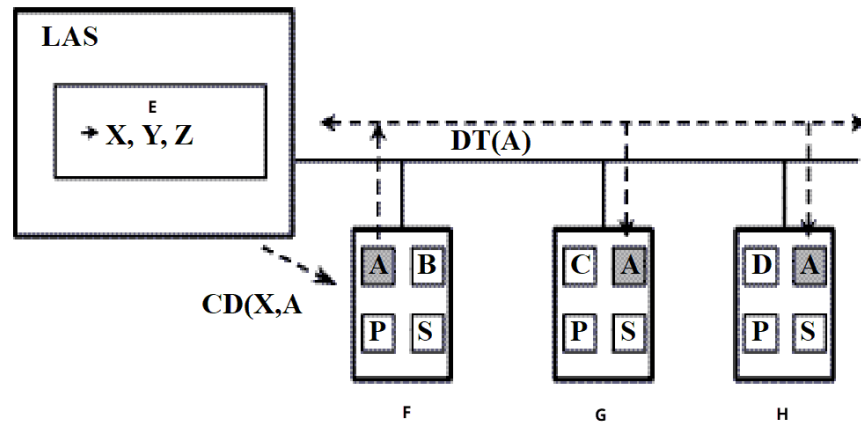 LAS
E
X, Y, Z
DT(A)
CD(X,A
A B
P S
C A
P S
D A
P S
F
G
H